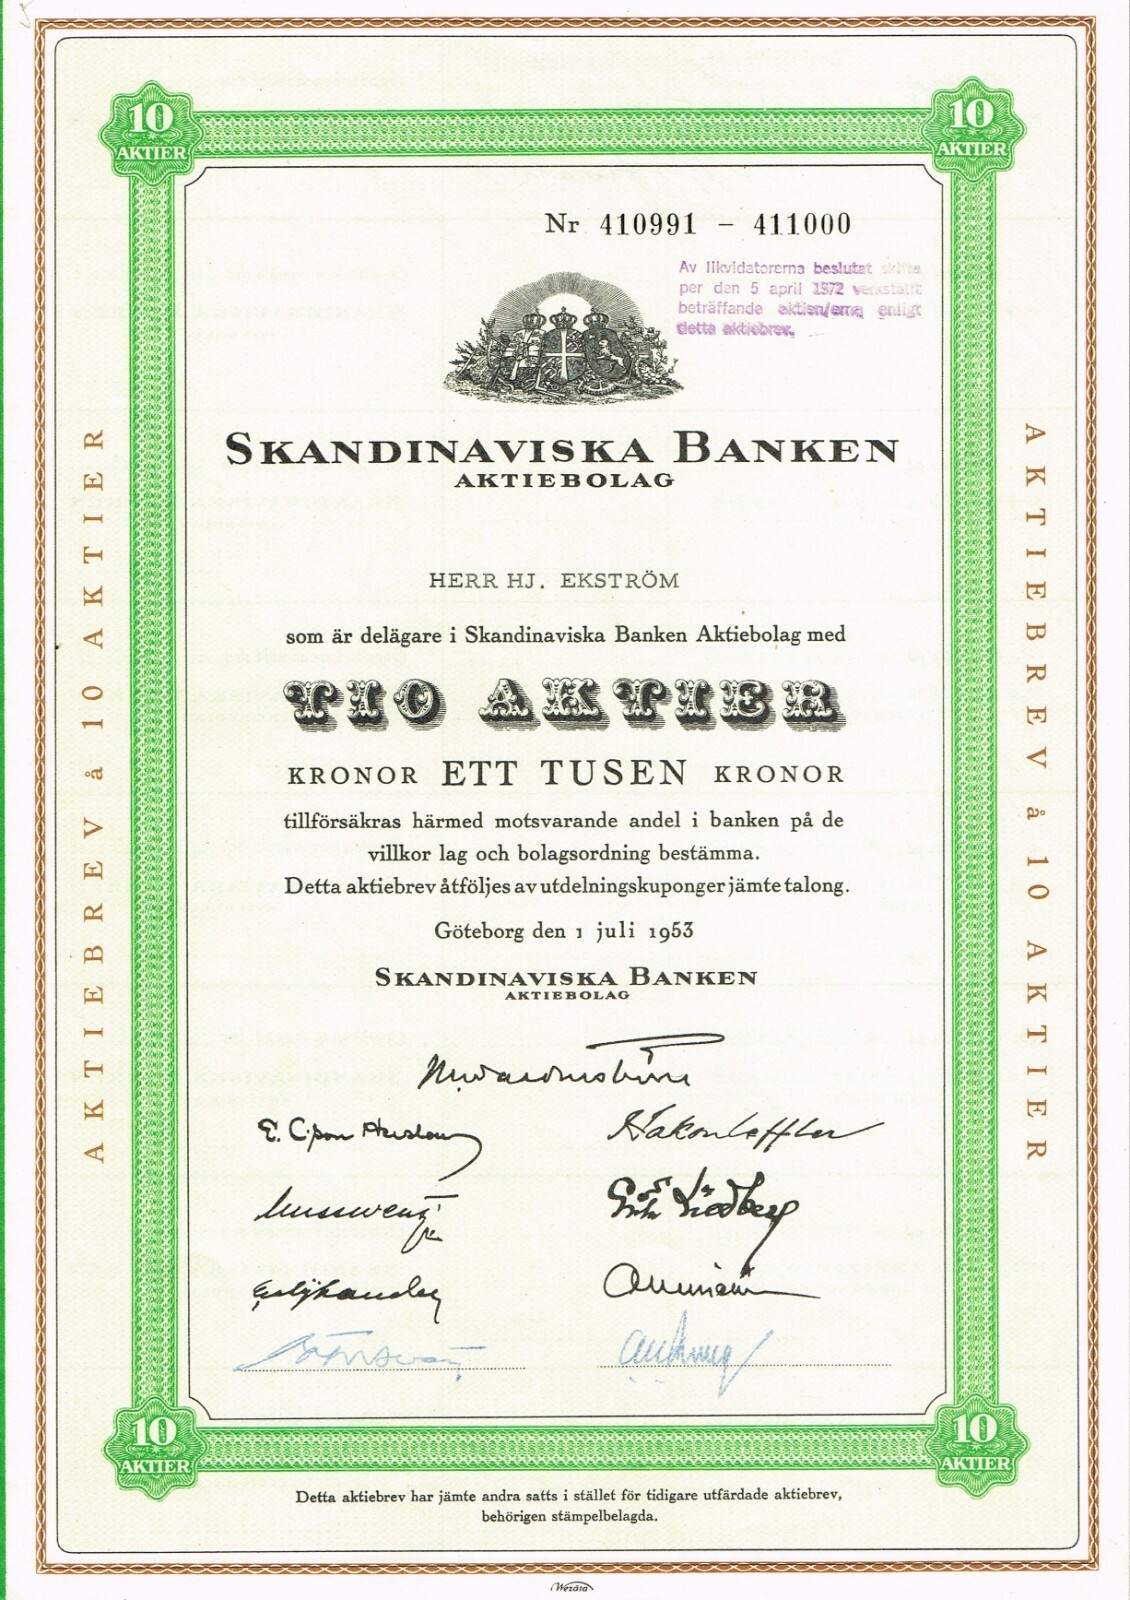 10 AKTIER
10 AKTIER
Nr 410991 – 411000
Av likvidatorerna beslutat skifte
per den 5 april 1972 verkställt
beträffande aktien/erna enligt
detta aktiebrev.
SKANDINAVISKA BANKEN
AKTIEBOLAG
HERR HJ. EKSTRÖM
som är delägare i Skandinaviska Banken Aktiebolag med
TIO AKTIER
KRONOR ETT TUSEN KRONOR
tillförsäkras härmed motsvarande andel i banken på de
villkor lag och bolagsordning bestämma.
Detta aktiebrev åtföljes av utdelningskuponger jämte talong.
Göteborg den 1 juli 1953
SKANDINAVISKA BANKEN
AKTIEBOLAG
Hakon Leffler
AKTIEBREV å 10 AKTIER
AKTIEBREV å 10 AKTIER
10 AKTIER
10 AKTIER
Detta aktiebrev har jämte andra satts i stället för tidigare utfärdade aktiebrev,
behörigen stämpelbelagda.
Wezäta